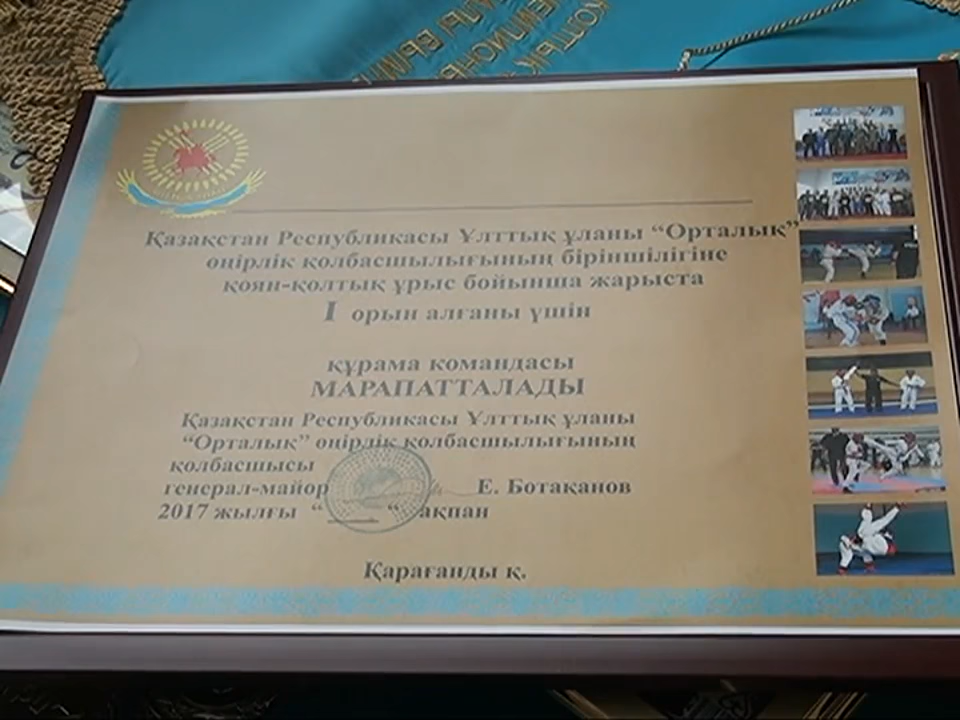 Қазақстан Республикасы Ұлттық ұланы “Орталық”
өңірлік қолбасшылығының біріншілігіне
қоян-қолтық ұрыс бойынша жарыста
I орын алғаны үшін
құрама командасы
МАРАПАТТАЛАДЫ
Қазақстан Республикасы Ұлттық ұланы
“Орталық” өңірлік қолбасшылығының
қолбасшысы
генерал-майор Е. Ботақанов
2017 жылғы “ “ ақпан
Қарағанды қ.